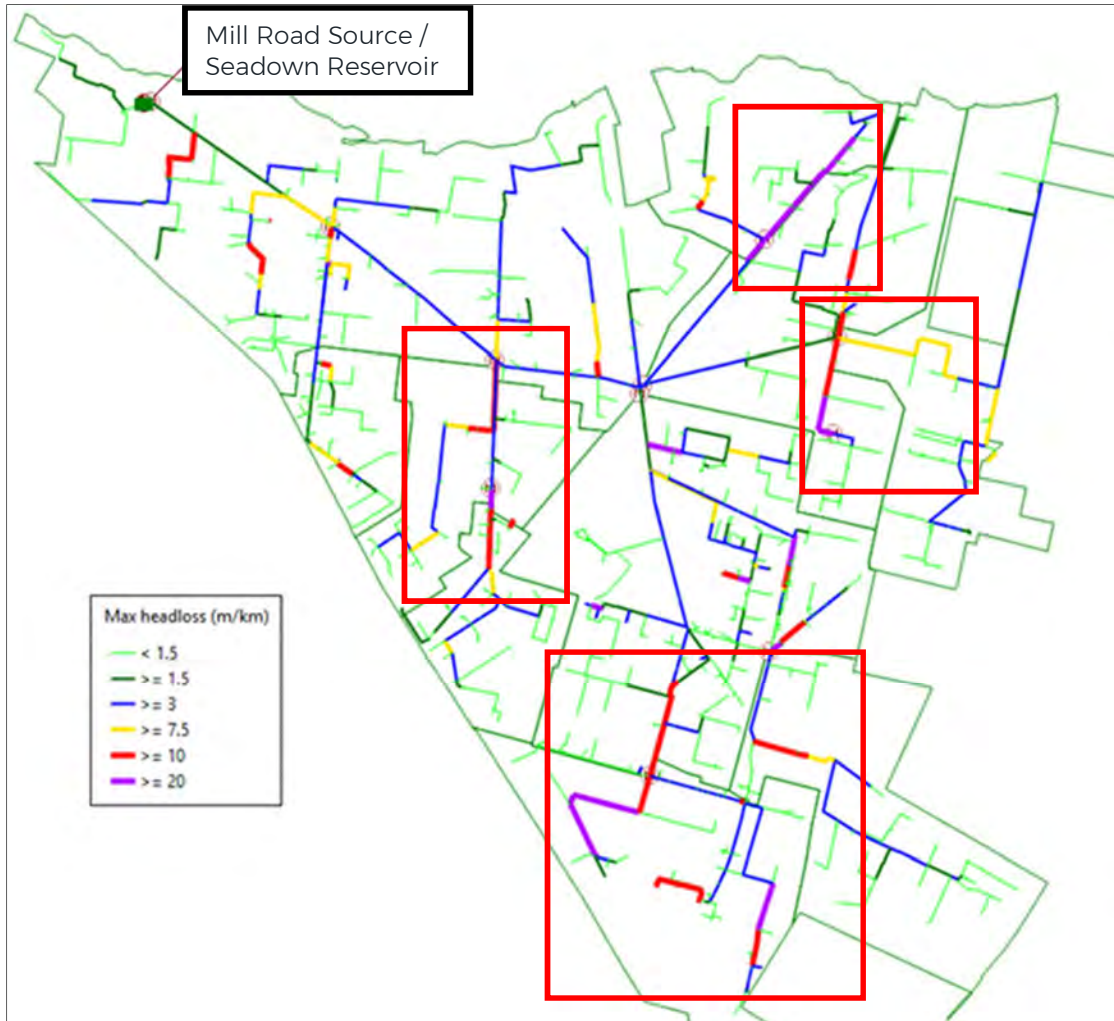 Mill Road Source /
Seadown Reservoir
Max headloss (m/km)
< 1.5
>= 1.5
>= 3
>= 7.5
>= 10
>= 20